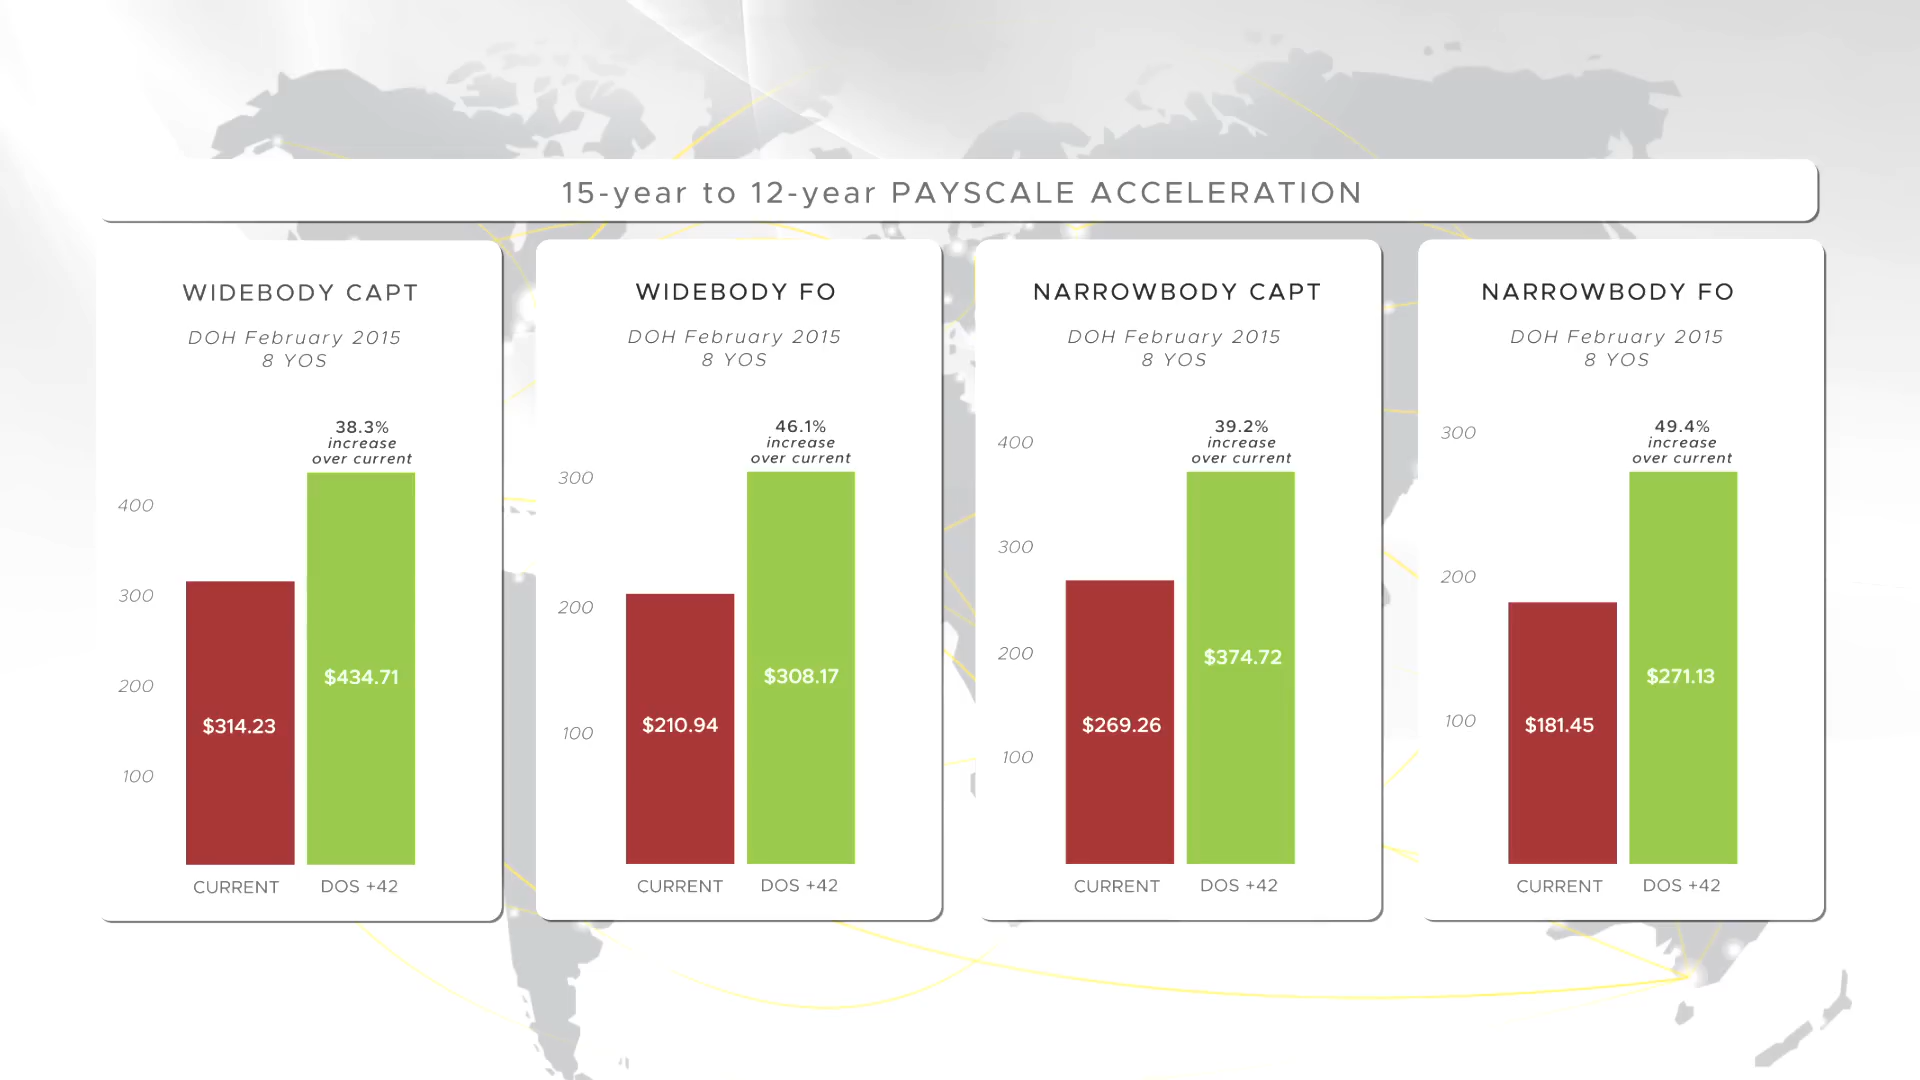 15-year to 12-year PAYSCALE ACCELERATION
WIDEBODY CAPT
DOH February 2015
8 YOS
38.3%
increase
over current
400
300
200
100
$314.23
$434.71
CURRENT
DOS +42
WIDEBODY FO
DOH February 2015
8 YOS
46.1%
increase
over current
300
200
100
$210.94
$308.17
CURRENT
DOS +42
NARROWBODY CAPT
DOH February 2015
8 YOS
39.2%
increase
over current
400
300
200
100
$269.26
$374.72
CURRENT
DOS +42
NARROWBODY FO
DOH February 2015
8 YOS
49.4%
increase
over current
300
200
100
$181.45
$271.13
CURRENT
DOS +42